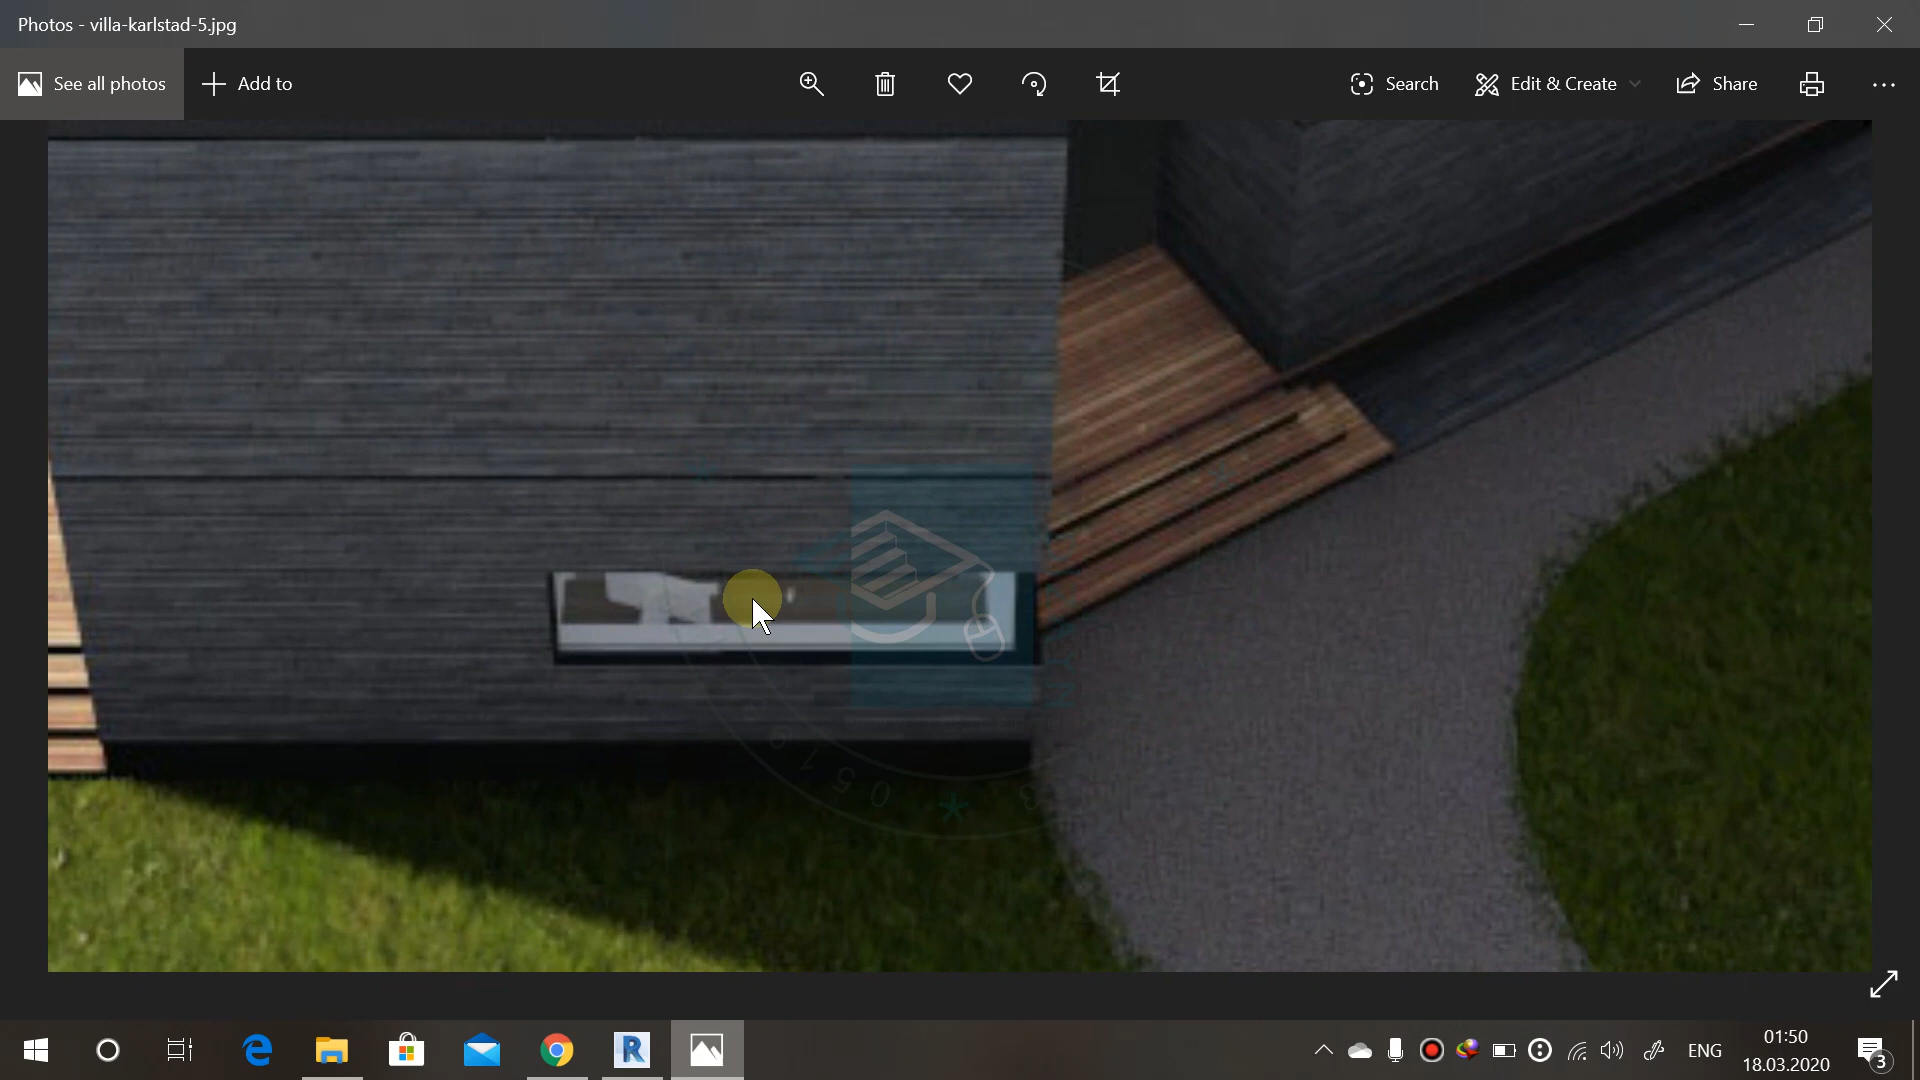 Photos - villa-karlstad-5.jpg
See all photos
Add to
Search
Edit & Create
Share
ENG
01:50
18.03.2020
3